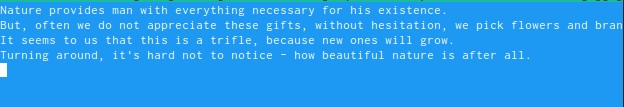 Nature provides man with everything necessary for his existence.
But, often we do not appreciate these gifts, without hesitation, we pick flowers and bran
It seems to us that this is a trifle, because new ones will grow.
Turning around, it's hard not to notice – how beautiful nature is after all.